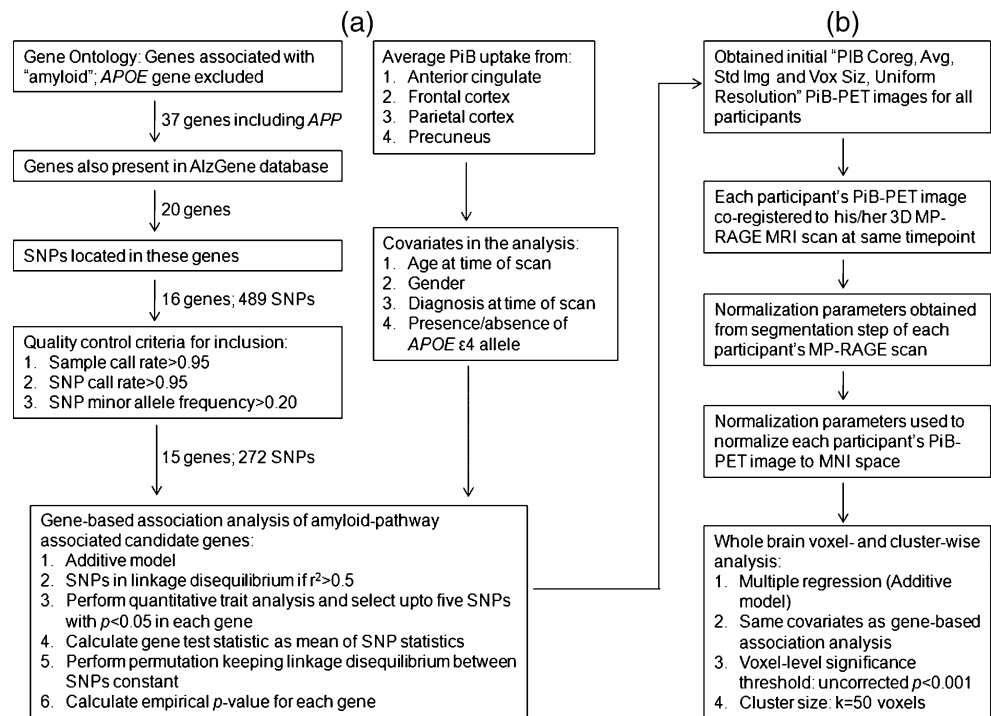 (a)
Gene Ontology: Genes associated with
“amyloid”; APOE gene excluded
37 genes including APP
Genes also present in AlzGene database
20 genes
SNPs located in these genes
16 genes; 489 SNPs
Quality control criteria for inclusion:
1. Sample call rate>0.95
2. SNP call rate>0.95
3. SNP minor allele frequency>0.20
15 genes; 272 SNPs
Average PiB uptake from:
1. Anterior cingulate
2. Frontal cortex
3. Parietal cortex
4. Precuneus
Covariates in the analysis:
1. Age at time of scan
2. Gender
3. Diagnosis at time of scan
4. Presence/absence of
APOE ε4 allele
Gene-based association analysis of amyloid-pathway
associated candidate genes:
1. Additive model
2. SNPs in linkage disequilibrium if r²>0.5
3. Perform quantitative trait analysis and select upto five SNPs
with p<0.05 in each gene
4. Calculate gene test statistic as mean of SNP statistics
5. Perform permutation keeping linkage disequilibrium between
SNPs constant
6. Calculate empirical p-value for each gene
(b)
Obtained initial “PIB Coreg, Avg,
Std Img and Vox Siz, Uniform
Resolution” PiB-PET images for all
participants
Each participant’s PiB-PET image
co-registered to his/her 3D MP-
RAGE MRI scan at same timepoint
Normalization parameters obtained
from segmentation step of each
participant’s MP-RAGE scan
Normalization parameters used to
normalize each participant’s PiB-
PET image to MNI space
Whole brain voxel- and cluster-wise
analysis:
1. Multiple regression (Additive
model)
2. Same covariates as gene-based
association analysis
3. Voxel-level significance
threshold: uncorrected p<0.001
4. Cluster size: k=50 voxels